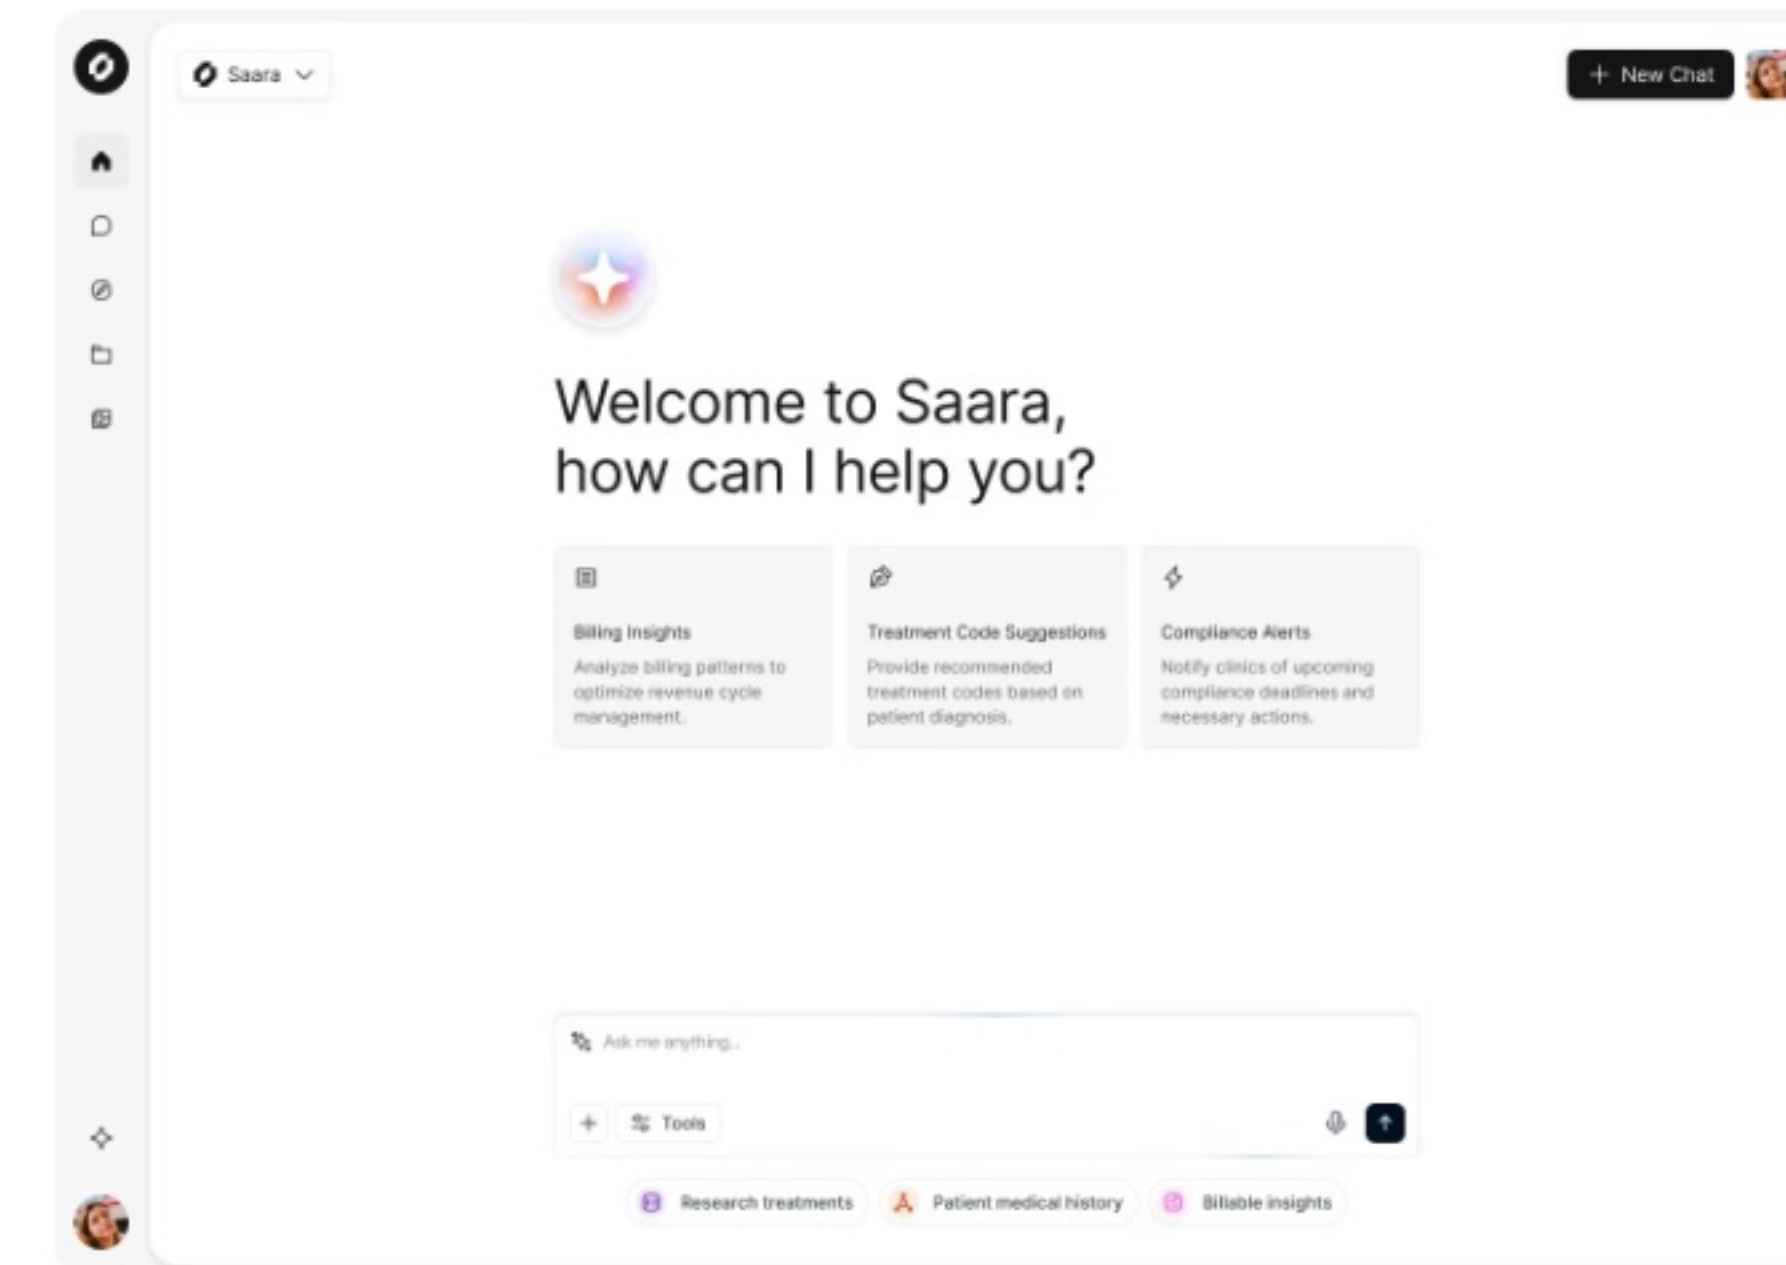 Saara
+ New Chat
Welcome to Saara,
how can I help you?
Billing Insights
Analyze billing patterns to
optimize revenue cycle
management.
Treatment Code Suggestions
Provide recommended
treatment codes based on
patient diagnosis.
Compliance Alerts
Notify clinics of upcoming
compliance deadlines and
necessary actions.
Ask me anything...
Tools
Research treatments
Patient medical history
Billable insights